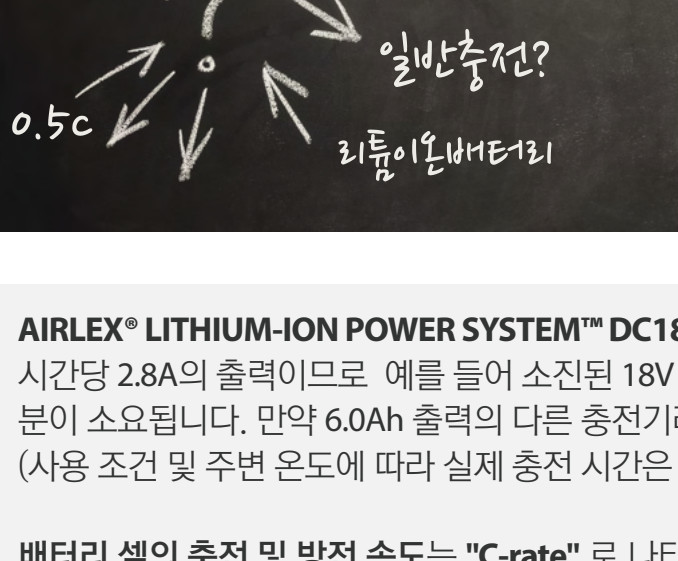 일반충전?
0.5c
리튬이온배터리
AIRLEX® LITHIUM-ION POWER SYSTEM™ DC18
시간당 2.8A의 출력이므로 예를 들어 소진된 18V
분이 소요됩니다. 만약 6.0Ah 출력의 다른 충전기
(사용 조건 및 주변 온도에 따라 실제 충전 시간은
배터리 셀의 충전 및 방전 속도는 "C-rate" 로 나타